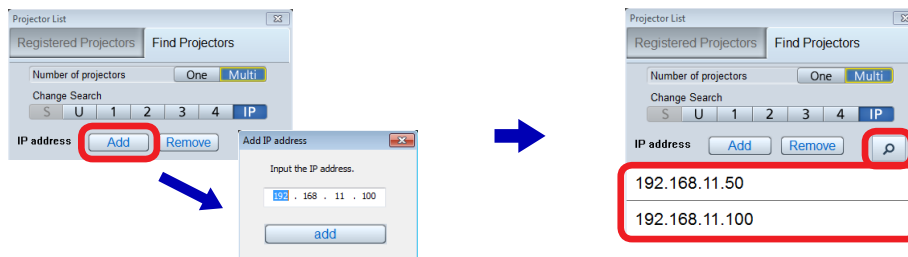 Projector List
Registered Projectors Find Projectors
Number of projectors One Multi
Change Search
S U 1 2 3 4 IP
IP address Add Remove
Add IP address
Input the IP address.
192 . 168 . 11 . 100
add
Projector List
Registered Projectors Find Projectors
Number of projectors One Multi
Change Search
S U 1 2 3 4 IP
IP address Add Remove
192.168.11.50
192.168.11.100